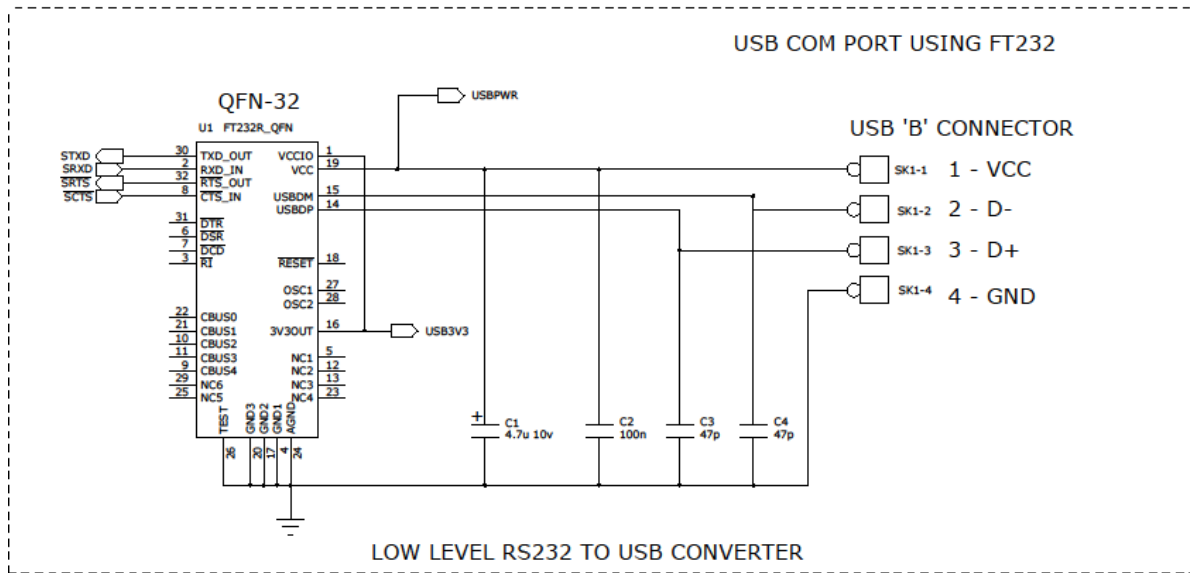 USB COM PORT USING FT232
USBPWR
QFN-32
U1 FT232R_QFN
USB 'B' CONNECTOR
STXD 30 TXD_OUT VCCIO 1
SRXD 2 RXD_IN VCC 19
SK1-1 1 - VCC
SRTS 32 RTS_OUT
SCTS 8 CTS_IN USBDM 15
USBDP 14
SK1-2 2 - D-
31 DTR
6 DSR
7 DCD
SK1-3 3 - D+
3 RI RESET 18
OSC1 27
OSC2 28
SK1-4 4 - GND
22 CBUS0
21 CBUS1 3V3OUT 16 USB3V3
10 CBUS2
11 CBUS3 NC1 5
9 CBUS4 NC2 12
29 NC6 NC3 13
25 NC5 NC4 23
TEST GND3 GND2 GND1 AGND
26 20 17 4 24
+ C1 C2 C3 C4
4.7u 10v 100n 47p 47p
LOW LEVEL RS232 TO USB CONVERTER